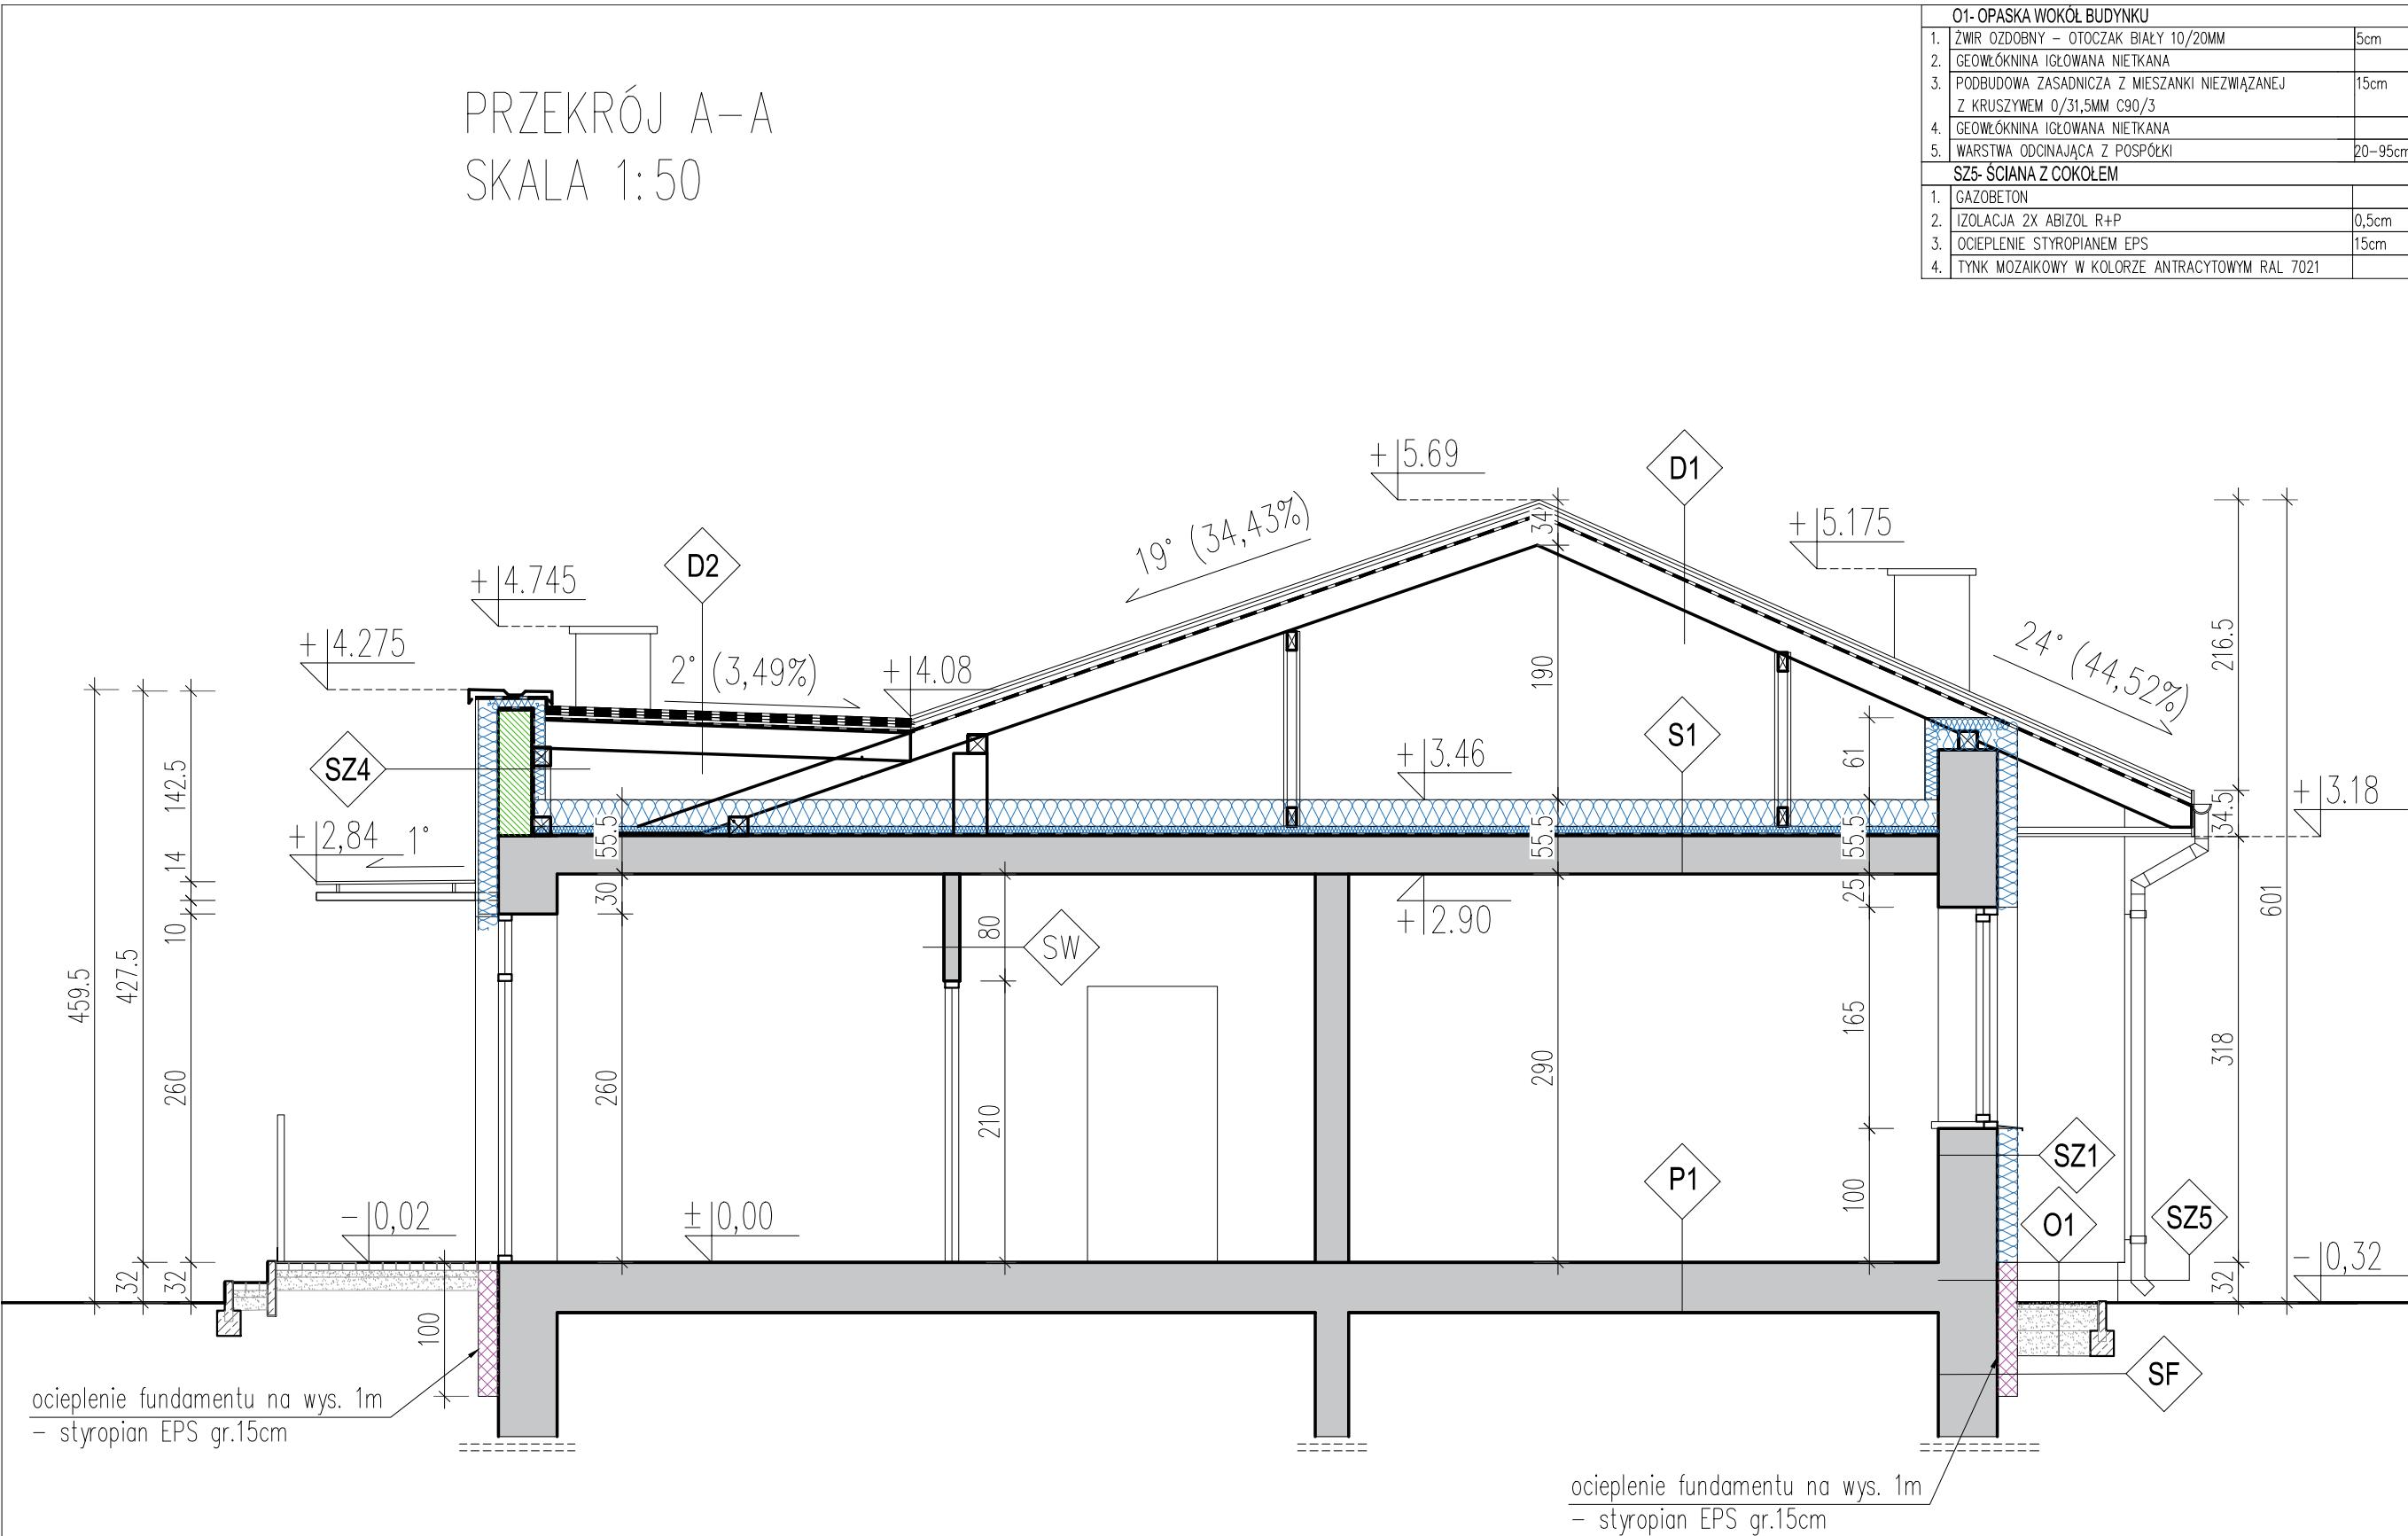 O1- OPASKA WOKÓŁ BUDYNKU
1. ŻWIR OZDOBNY – OTOCZAK BIAŁY 10/20MM 5cm
2. GEOWŁÓKNINA IGŁOWANA NIETKANA
3. PODBUDOWA ZASADNICZA Z MIESZANKI NIEZWIĄZANEJ 15cm
Z KRUSZYWEM 0/31,5MM C90/3
4. GEOWŁÓKNINA IGŁOWANA NIETKANA
5. WARSTWA ODCINAJĄCA Z POSPÓŁKI 20-95cm
SZ5- ŚCIANA Z COKOŁEM
1. GAZOBETON
2. IZOLACJA 2X ABIZOL R+P 0,5cm
3. OCIEPLENIE STYROPIANEM EPS 15cm
4. TYNK MOZAIKOWY W KOLORZE ANTRACYTOWYM RAL 7021
PRZEKRÓJ A-A
SKALA 1:50
+5.69
D1
19° (34,43%)
34
+5.175
D2
+4.745
+4.275
2° (3,49%)
+4.08
24° (44,52%)
216.5
190
S1
SZ4
+3.46
61
142.5
+3.18
34.5
+2,84 1°
14
55.5
55.5
55.5
30
25
+2.90
10
80
SW
601
459.5
427.5
260
260
210
290
165
318
SZ1
P1
100
O1
SZ5
-0,02
±0,00
-0,32
32
32
32
100
SF
ocieplenie fundamentu na wys. 1m
– styropian EPS gr.15cm
ocieplenie fundamentu na wys. 1m
– styropian EPS gr.15cm